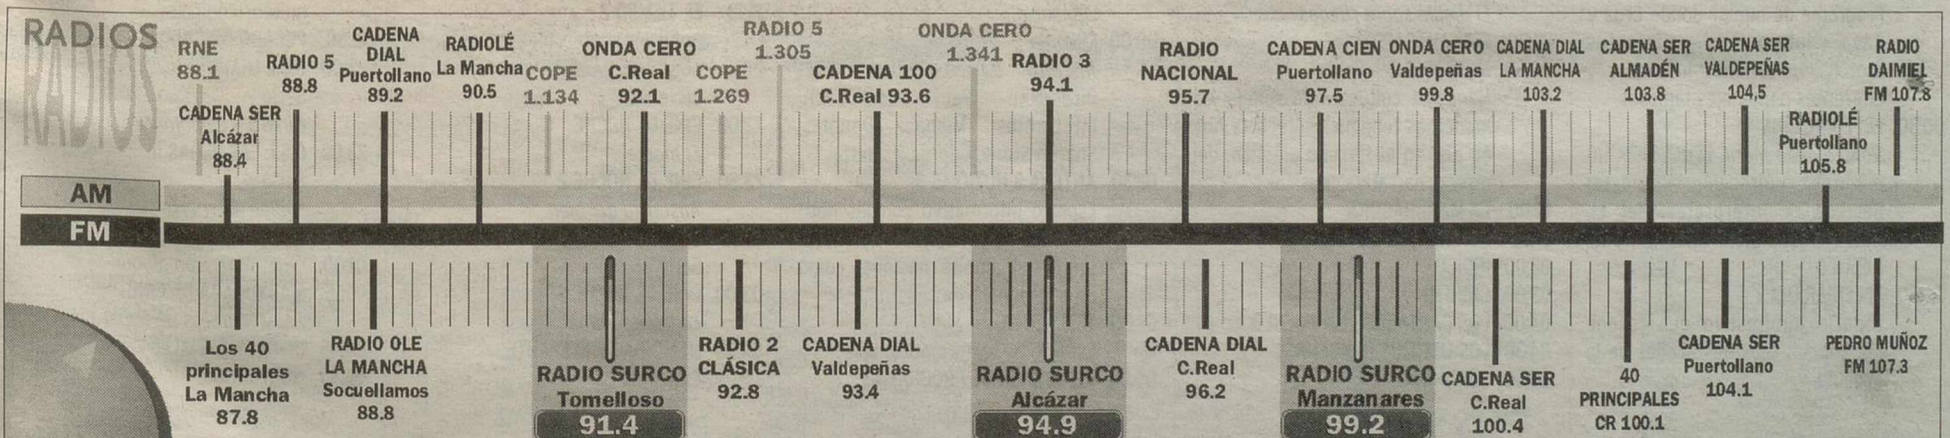 RADIOS
RADIOS
RNE
88.1
CADENA SER
Alcázar
88.4
RADIO 5
88.8
CADENA
DIAL
Puertollano
89.2
RADIOLÉ
La Mancha
90.5
COPE
1.134
ONDA CERO
C.Real
92.1
COPE
1.269
RADIO 5
1.305
CADENA 100
C.Real 93.6
ONDA CERO
1.341
RADIO 3
94.1
RADIO
NACIONAL
95.7
CADENA CIEN
Puertollano
97.5
ONDA CERO
Valdepeñas
99.8
CADENA DIAL
LA MANCHA
103.2
CADENA SER
ALMADÉN
103.8
CADENA SER
VALDEPEÑAS
104,5
RADIOLÉ
Puertollano
105.8
RADIO
DAIMIEL
FM 107.8
AM
FM
Los 40
principales
La Mancha
87.8
RADIO OLE
LA MANCHA
Socuellamos
88.8
RADIO SURCO
Tomelloso
91.4
RADIO 2
CLÁSICA
92.8
CADENA DIAL
Valdepeñas
93.4
RADIO SURCO
Alcázar
94.9
CADENA DIAL
C.Real
96.2
RADIO SURCO
Manzanares
99.2
CADENA SER
C.Real
100.4
40
PRINCIPALES
CR 100.1
CADENA SER
Puertollano
104.1
PEDRO MUÑOZ
FM 107.3